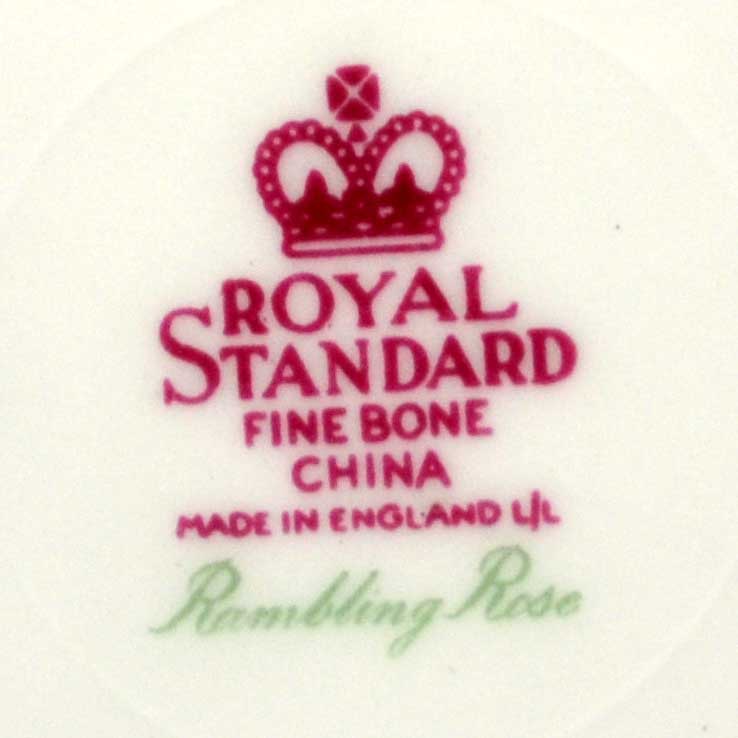 ROYAL
STANDARD
FINE BONE
CHINA
MADE IN ENGLAND L/L
Rambling Rose